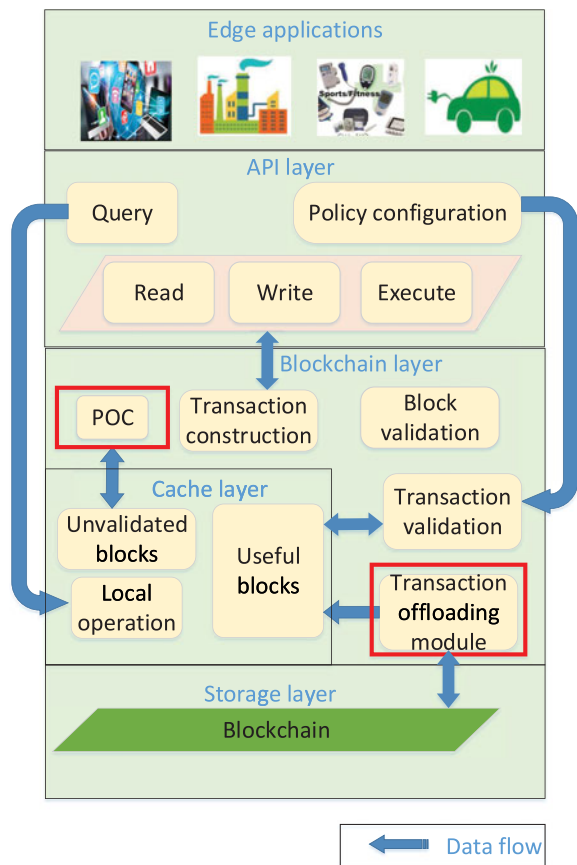 Edge applications
Sports/Fitness
API layer
Query
Policy configuration
Read
Write
Execute
Blockchain layer
POC
Transaction
construction
Block
validation
Cache layer
Unvalidated
blocks
Useful
blocks
Transaction
validation
Local
operation
Transaction
offloading
module
Storage layer
Blockchain
Data flow